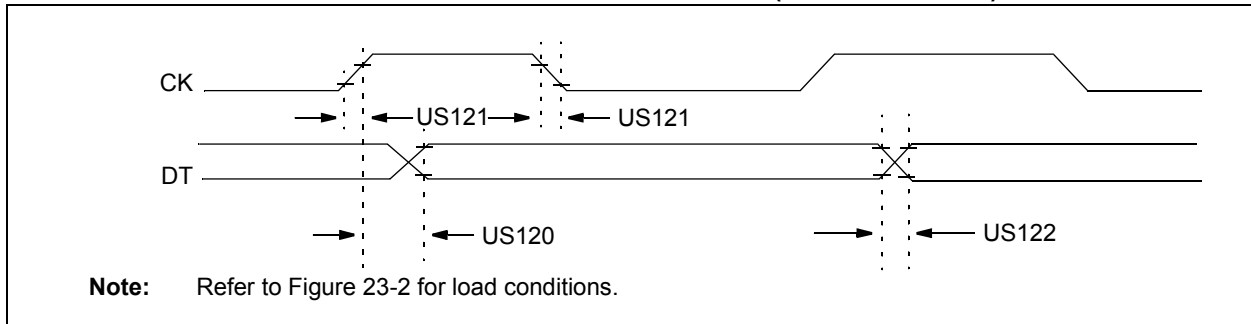 CK
US121 US121
DT
US120 US122
Note: Refer to Figure 23-2 for load conditions.